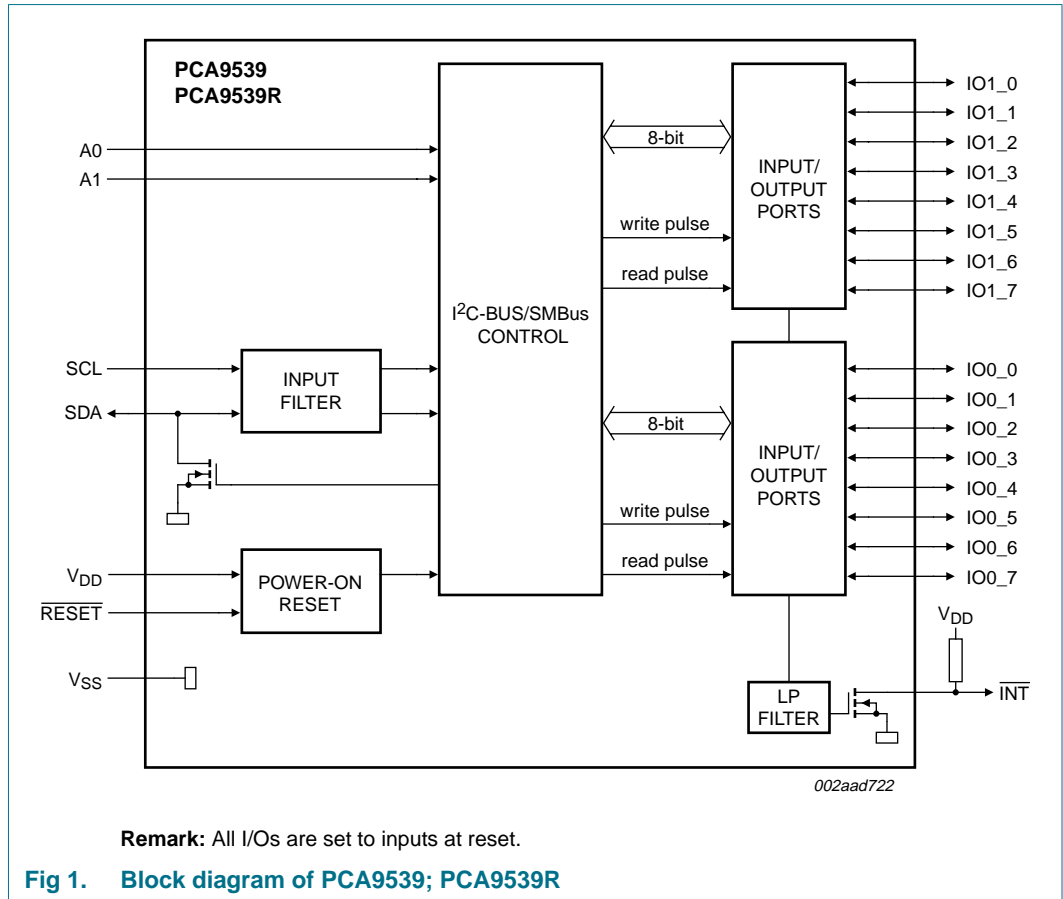 PCA9539
PCA9539R
A0
A1
SCL
SDA
VDD
RESET
VSS
INPUT
FILTER
POWER-ON
RESET
I2C-BUS/SMBus
CONTROL
8-bit
write pulse
read pulse
INPUT/
OUTPUT
PORTS
IO1_0
IO1_1
IO1_2
IO1_3
IO1_4
IO1_5
IO1_6
IO1_7
8-bit
write pulse
read pulse
INPUT/
OUTPUT
PORTS
IO0_0
IO0_1
IO0_2
IO0_3
IO0_4
IO0_5
IO0_6
IO0_7
VDD
INT
LP
FILTER
002aad722
Remark: All I/Os are set to inputs at reset.
Fig 1. Block diagram of PCA9539; PCA9539R